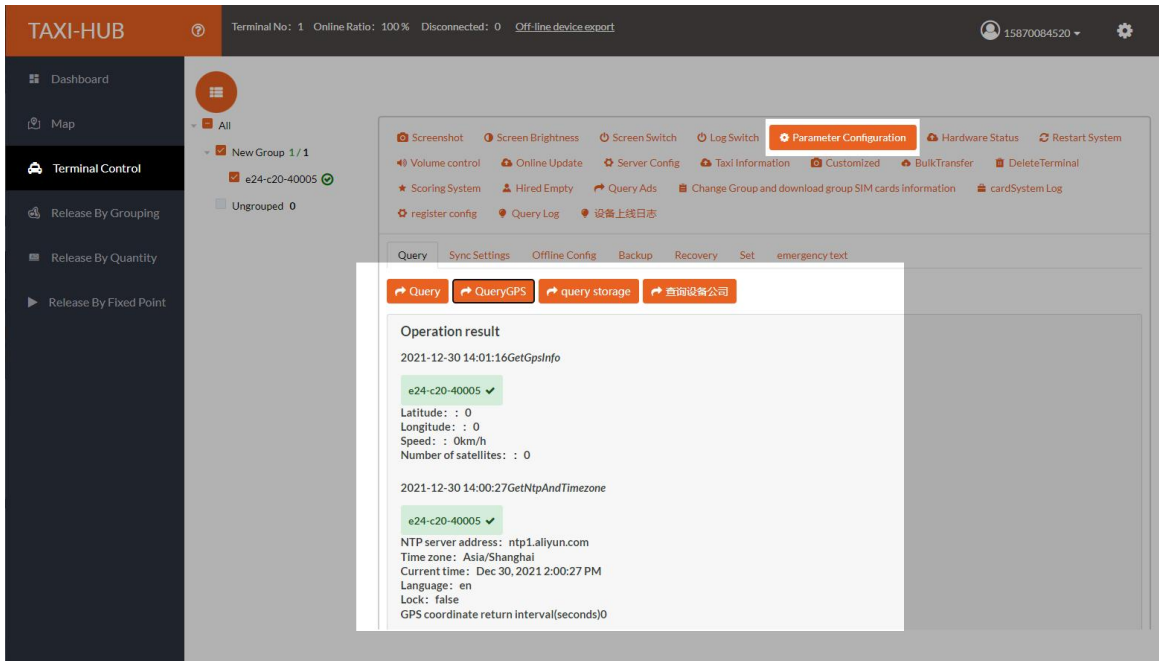 TAXI-HUB
Terminal No： 1 Online Ratio： 100 % Disconnected： 0 Off-line device export
15870084520
Dashboard
Map
Terminal Control
Release By Grouping
Release By Quantity
Release By Fixed Point
All
New Group 1 / 1
e24-c20-40005
Ungrouped 0
Screenshot Screen Brightness Screen Switch Log Switch Parameter Configuration Hardware Status Restart System
Volume control Online Update Server Config Taxi Information Customized BulkTransfer DeleteTerminal
Scoring System Hired Empty Query Ads Change Group and download group SIM cards information cardSystem Log
register config Query Log 设备上线日志
Query Sync Settings Offline Config Backup Recovery Set emergency text
Query QueryGPS query storage 查询设备公司
Operation result
2021-12-30 14:01:16GetGpsInfo
e24-c20-40005
Latitude： : 0
Longitude： : 0
Speed： : 0km/h
Number of satellites： : 0
2021-12-30 14:00:27GetNtpAndTimezone
e24-c20-40005
NTP server address： ntp1.aliyun.com
Time zone： Asia/Shanghai
Current time： Dec 30, 2021 2:00:27 PM
Language： en
Lock： false
GPS coordinate return interval(seconds)0